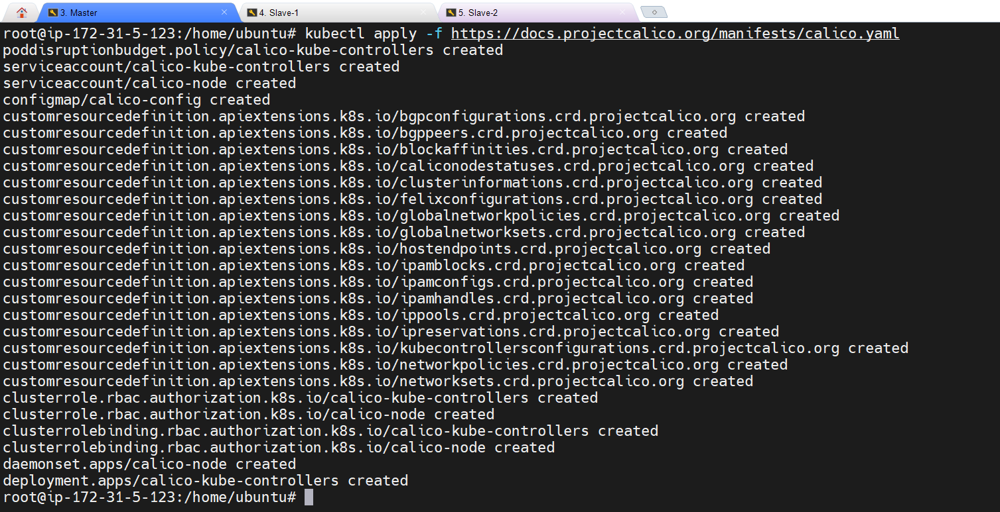 3. Master
4. Slave-1
5. Slave-2
root@ip-172-31-5-123:/home/ubuntu# kubectl apply -f https://docs.projectcalico.org/manifests/calico.yaml
poddisruptionbudget.policy/calico-kube-controllers created
serviceaccount/calico-kube-controllers created
serviceaccount/calico-node created
configmap/calico-config created
customresourcedefinition.apiextensions.k8s.io/bgpconfigurations.crd.projectcalico.org created
customresourcedefinition.apiextensions.k8s.io/bgppeers.crd.projectcalico.org created
customresourcedefinition.apiextensions.k8s.io/blockaffinities.crd.projectcalico.org created
customresourcedefinition.apiextensions.k8s.io/caliconodestatuses.crd.projectcalico.org created
customresourcedefinition.apiextensions.k8s.io/clusterinformations.crd.projectcalico.org created
customresourcedefinition.apiextensions.k8s.io/felixconfigurations.crd.projectcalico.org created
customresourcedefinition.apiextensions.k8s.io/globalnetworkpolicies.crd.projectcalico.org created
customresourcedefinition.apiextensions.k8s.io/globalnetworksets.crd.projectcalico.org created
customresourcedefinition.apiextensions.k8s.io/hostendpoints.crd.projectcalico.org created
customresourcedefinition.apiextensions.k8s.io/ipamblocks.crd.projectcalico.org created
customresourcedefinition.apiextensions.k8s.io/ipamconfigs.crd.projectcalico.org created
customresourcedefinition.apiextensions.k8s.io/ipamhandles.crd.projectcalico.org created
customresourcedefinition.apiextensions.k8s.io/ippools.crd.projectcalico.org created
customresourcedefinition.apiextensions.k8s.io/ipreservations.crd.projectcalico.org created
customresourcedefinition.apiextensions.k8s.io/kubecontrollersconfigurations.crd.projectcalico.org created
customresourcedefinition.apiextensions.k8s.io/networkpolicies.crd.projectcalico.org created
customresourcedefinition.apiextensions.k8s.io/networksets.crd.projectcalico.org created
clusterrole.rbac.authorization.k8s.io/calico-kube-controllers created
clusterrole.rbac.authorization.k8s.io/calico-node created
clusterrolebinding.rbac.authorization.k8s.io/calico-kube-controllers created
clusterrolebinding.rbac.authorization.k8s.io/calico-node created
daemonset.apps/calico-node created
deployment.apps/calico-kube-controllers created
root@ip-172-31-5-123:/home/ubuntu#